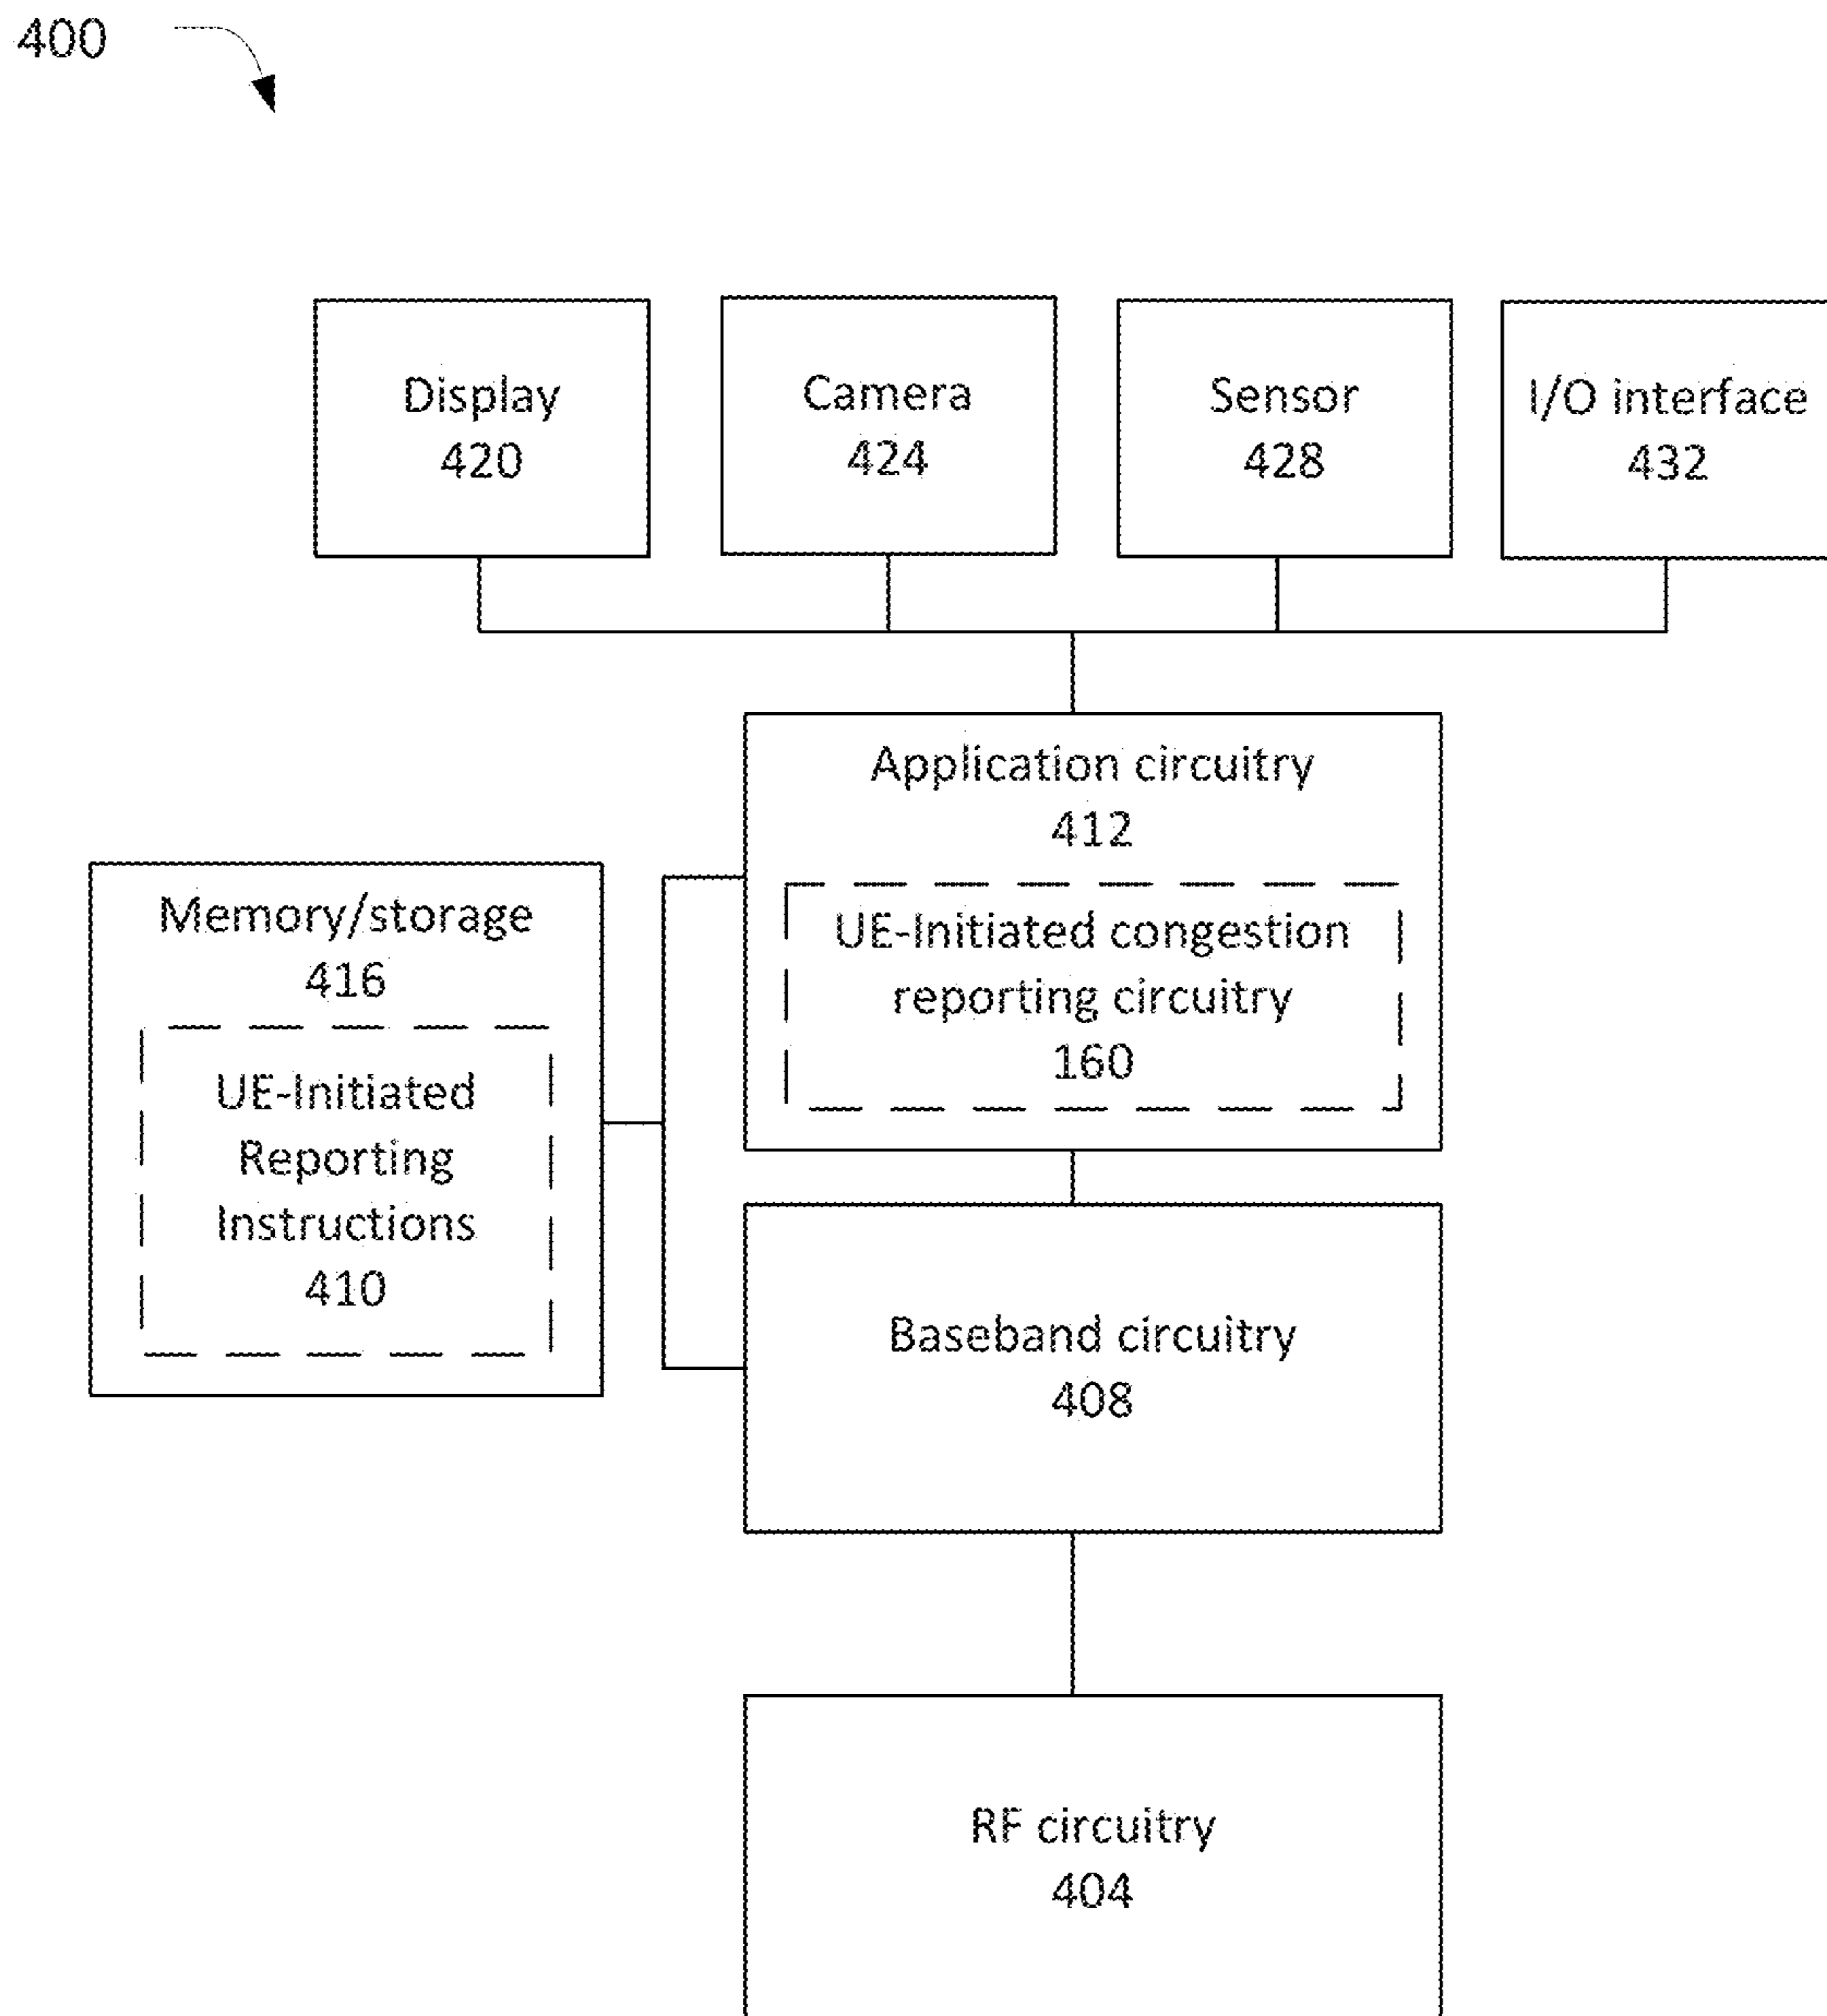 400
Display
420
Camera
424
Sensor
428
I/O interface
432
Application circuitry
412
UE-Initiated congestion
reporting circuitry
160
Memory/storage
416
UE-Initiated
Reporting
Instructions
410
Baseband circuitry
408
RF circuitry
404